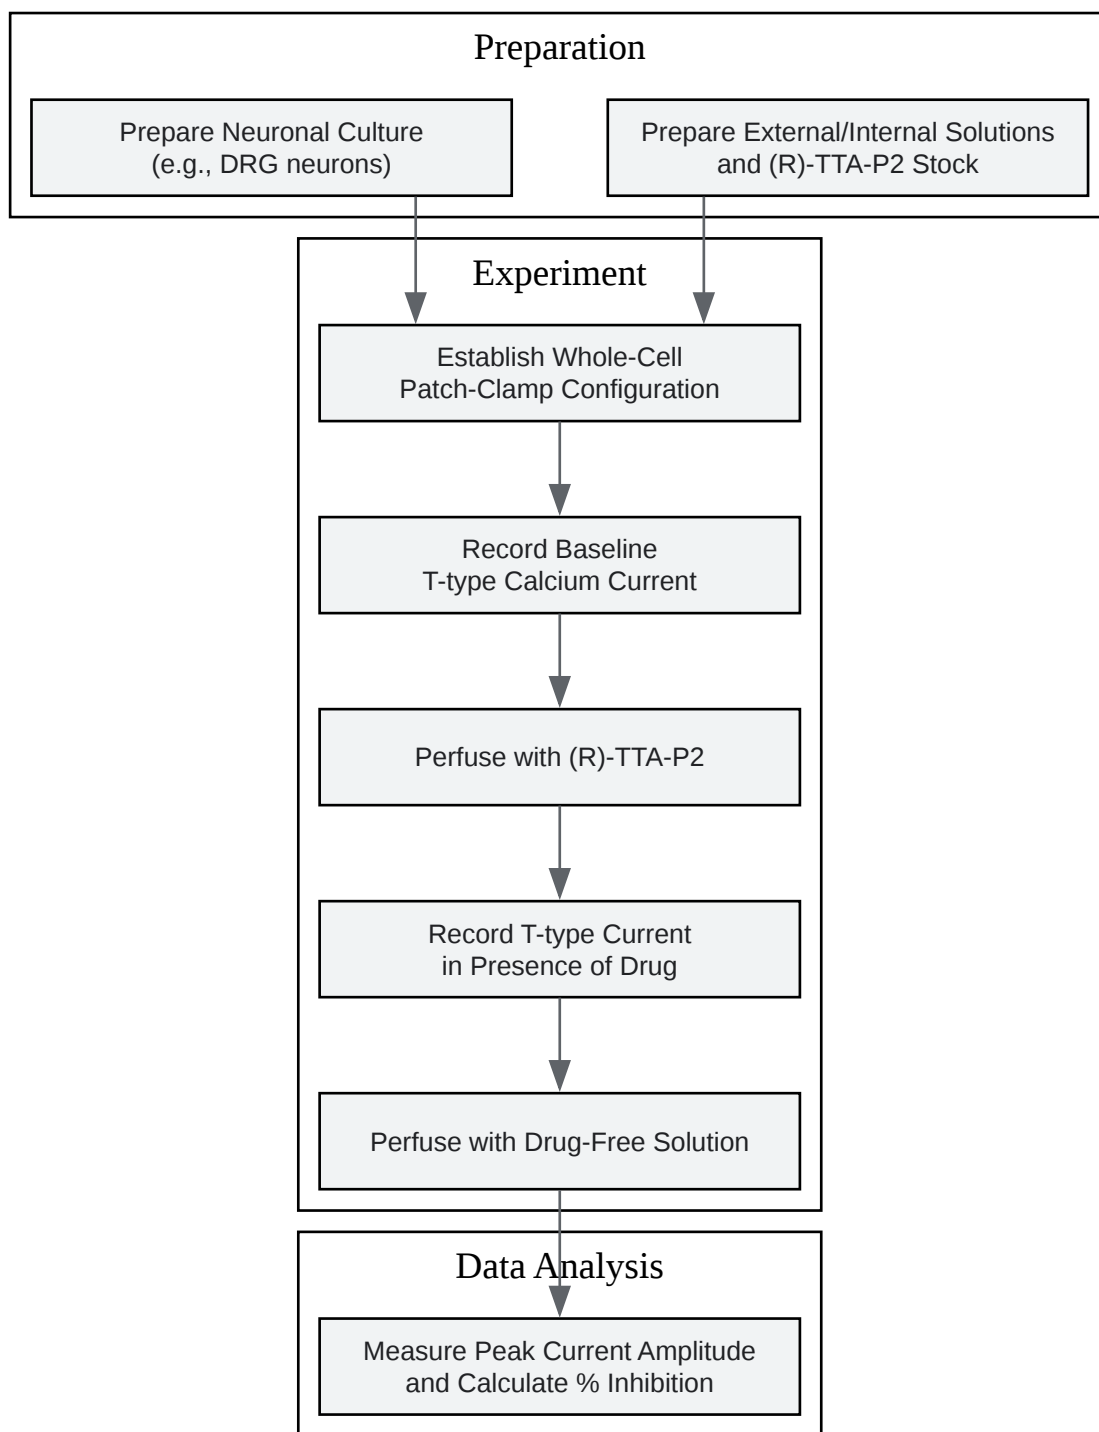 Preparation
Prepare Neuronal Culture
(e.g., DRG neurons)
Prepare External/Internal Solutions
and (R)-TTA-P2 Stock
Experiment
Establish Whole-Cell
Patch-Clamp Configuration
Record Baseline
T-type Calcium Current
Perfuse with (R)-TTA-P2
Record T-type Current
in Presence of Drug
Perfuse with Drug-Free Solution
Data Analysis
Measure Peak Current Amplitude
and Calculate % Inhibition